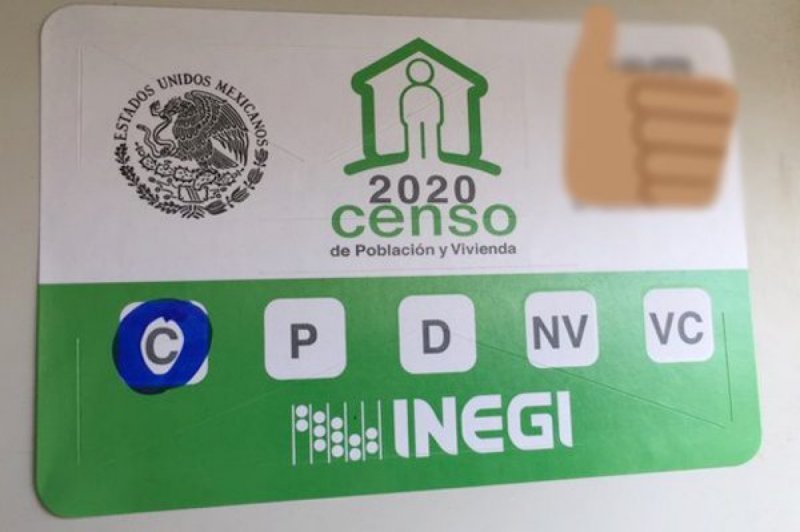 ESTADOS UNIDOS MEXICANOS
2020
censo
de Población y Vivienda
C P D NV VC
INEGI